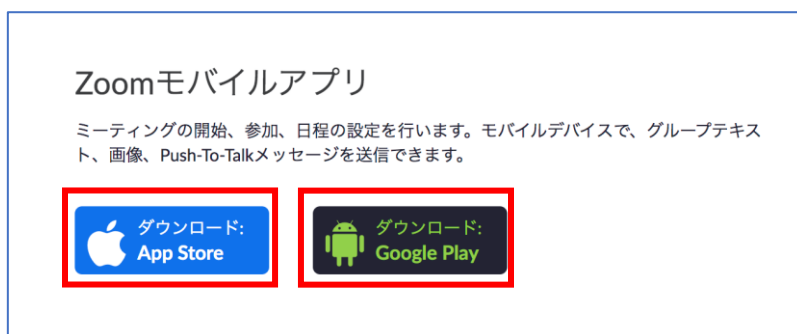 Zoomモバイルアプリ
ミーティングの開始、参加、日程の設定を行います。モバイルデバイスで、グループテキス
ト、画像、Push-To-Talkメッセージを送信できます。
ダウンロード:
App Store
ダウンロード:
Google Play